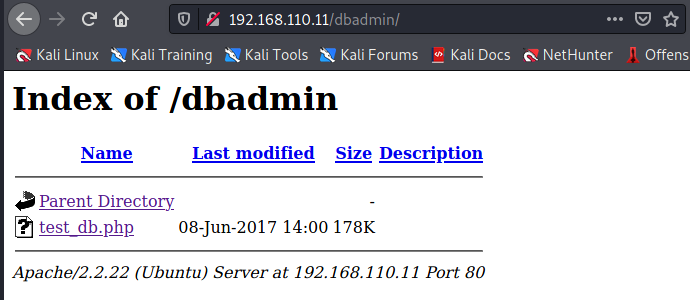 192.168.110.11/dbadmin/
Kali Linux Kali Training Kali Tools Kali Forums Kali Docs NetHunter Offens
Index of /dbadmin
Name Last modified Size Description
Parent Directory -
test_db.php 08-Jun-2017 14:00 178K
Apache/2.2.22 (Ubuntu) Server at 192.168.110.11 Port 80